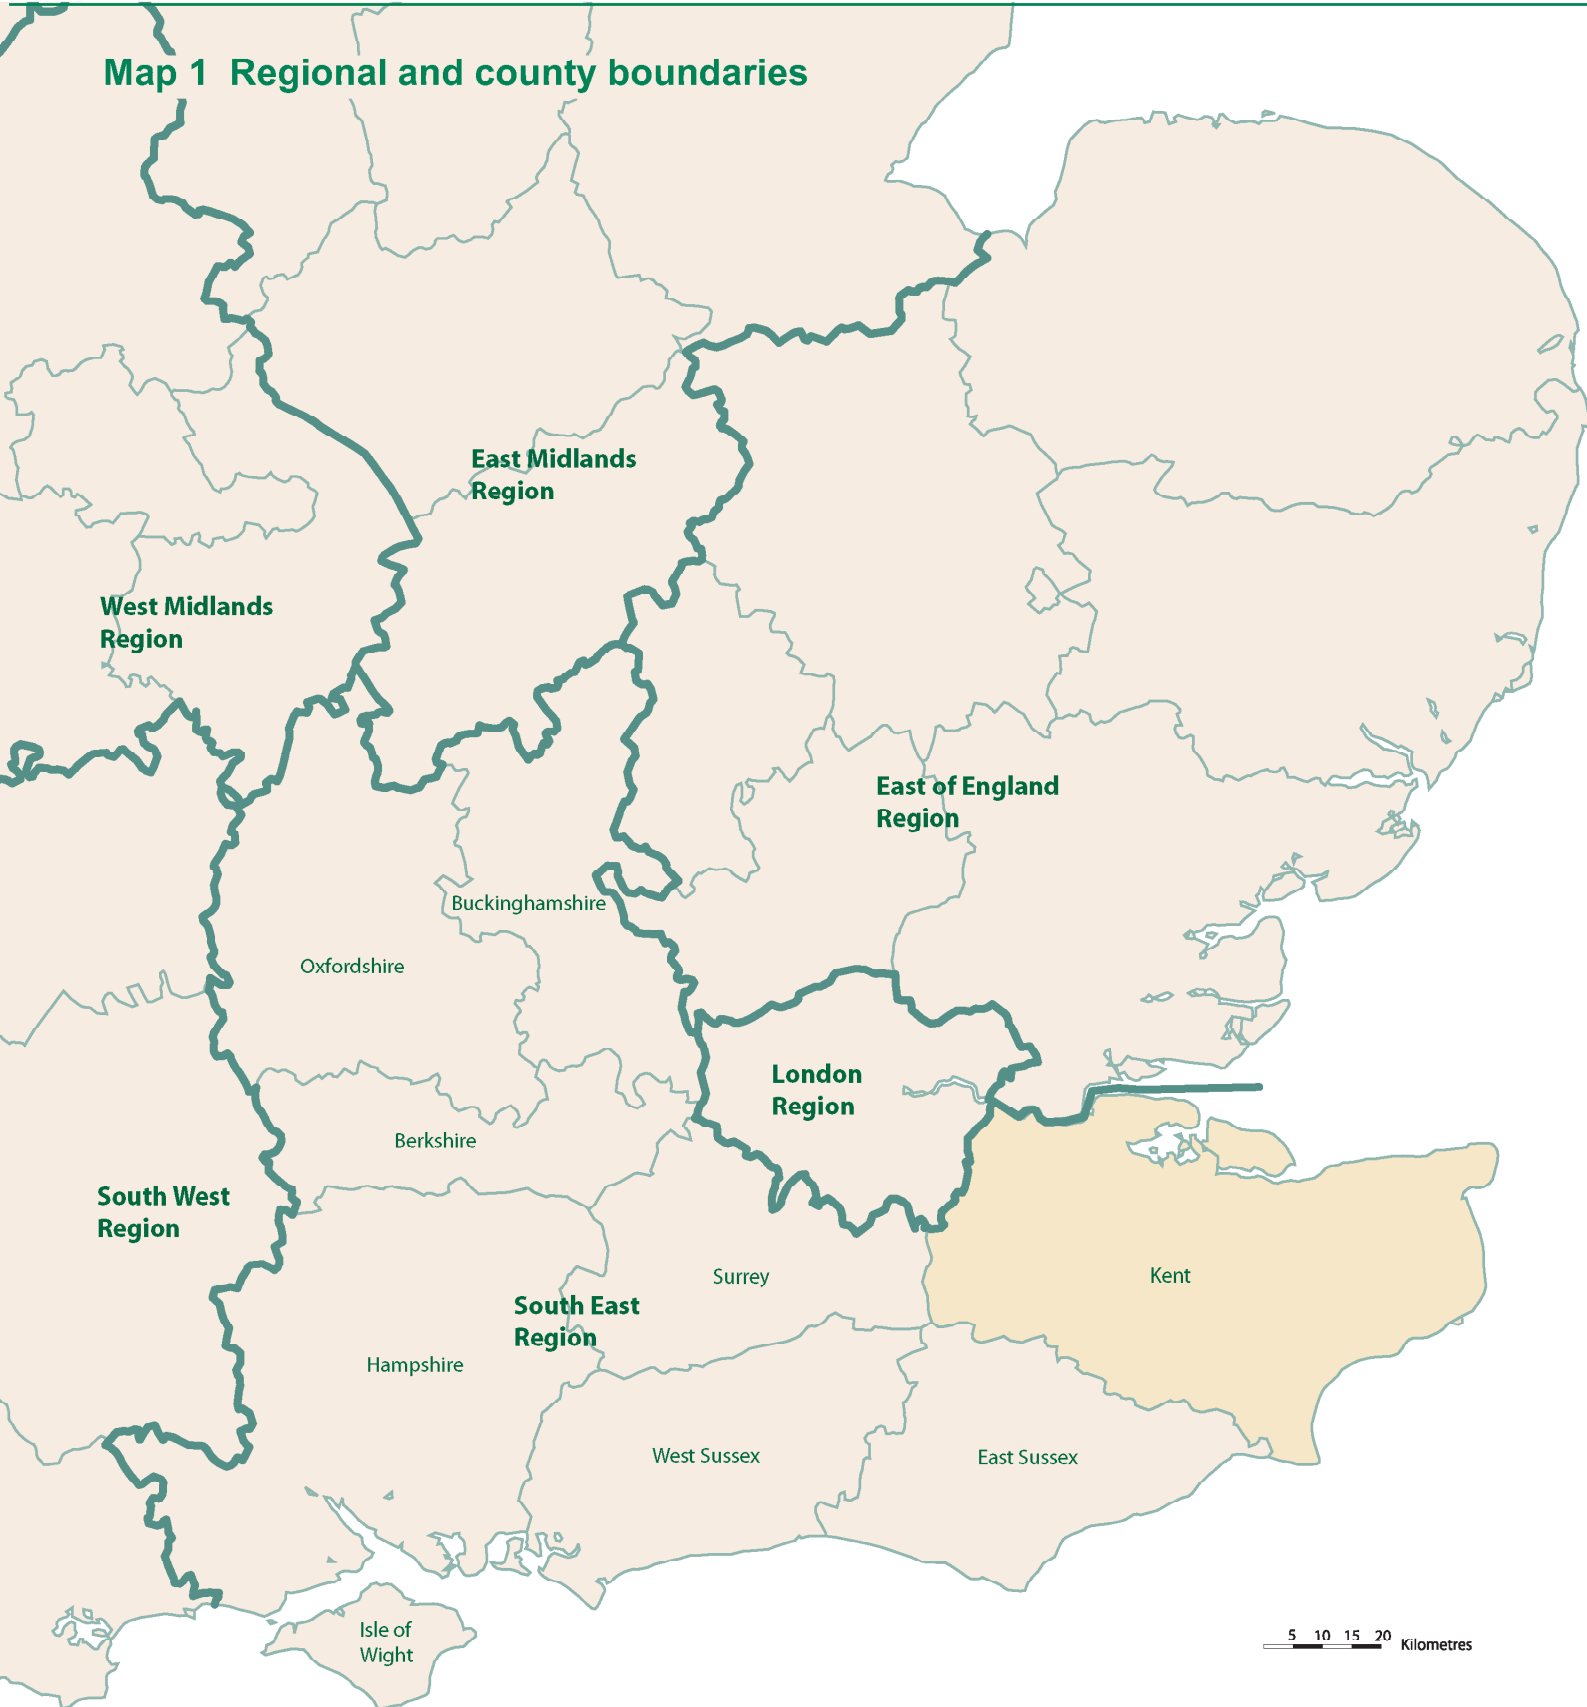 Map 1  Regional and county boundaries
East Midlands
Region
West Midlands
Region
East of England
Region
Buckinghamshire
Oxfordshire
London
Region
Berkshire
South West
Region
Surrey
Kent
South East
Region
Hampshire
West Sussex
East Sussex
Isle of
Wight
5 10 15 20
Kilometres